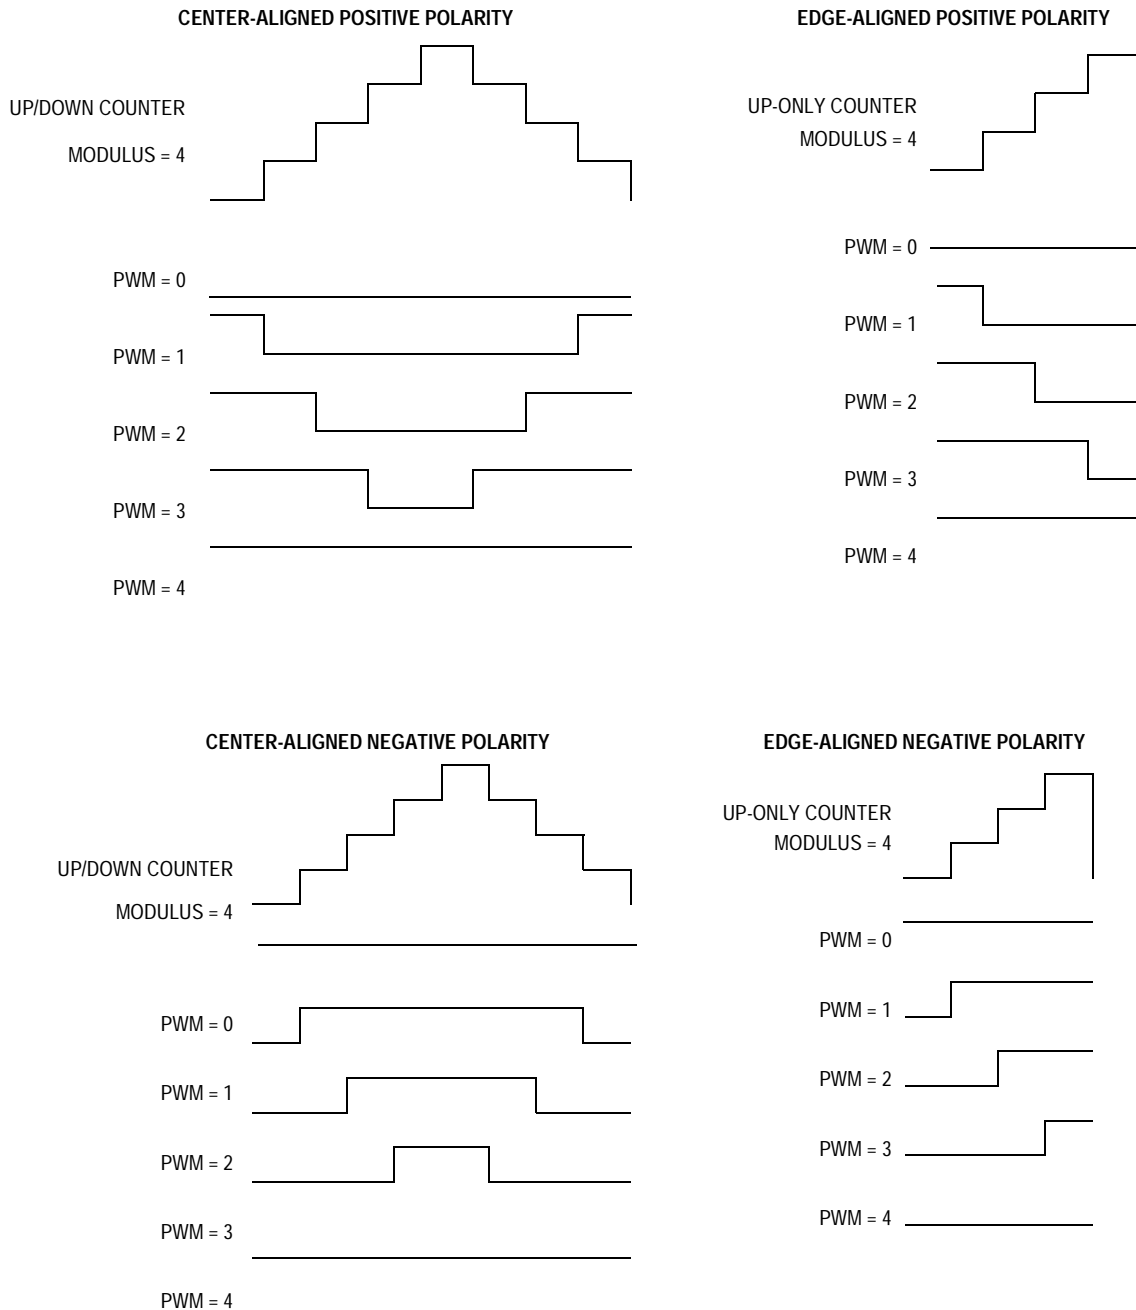 CENTER-ALIGNED POSITIVE POLARITY
UP/DOWN COUNTER
MODULUS = 4
PWM = 0
PWM = 1
PWM = 2
PWM = 3
PWM = 4
EDGE-ALIGNED POSITIVE POLARITY
UP-ONLY COUNTER
MODULUS = 4
PWM = 0
PWM = 1
PWM = 2
PWM = 3
PWM = 4
CENTER-ALIGNED NEGATIVE POLARITY
UP/DOWN COUNTER
MODULUS = 4
PWM = 0
PWM = 1
PWM = 2
PWM = 3
PWM = 4
EDGE-ALIGNED NEGATIVE POLARITY
UP-ONLY COUNTER
MODULUS = 4
PWM = 0
PWM = 1
PWM = 2
PWM = 3
PWM = 4